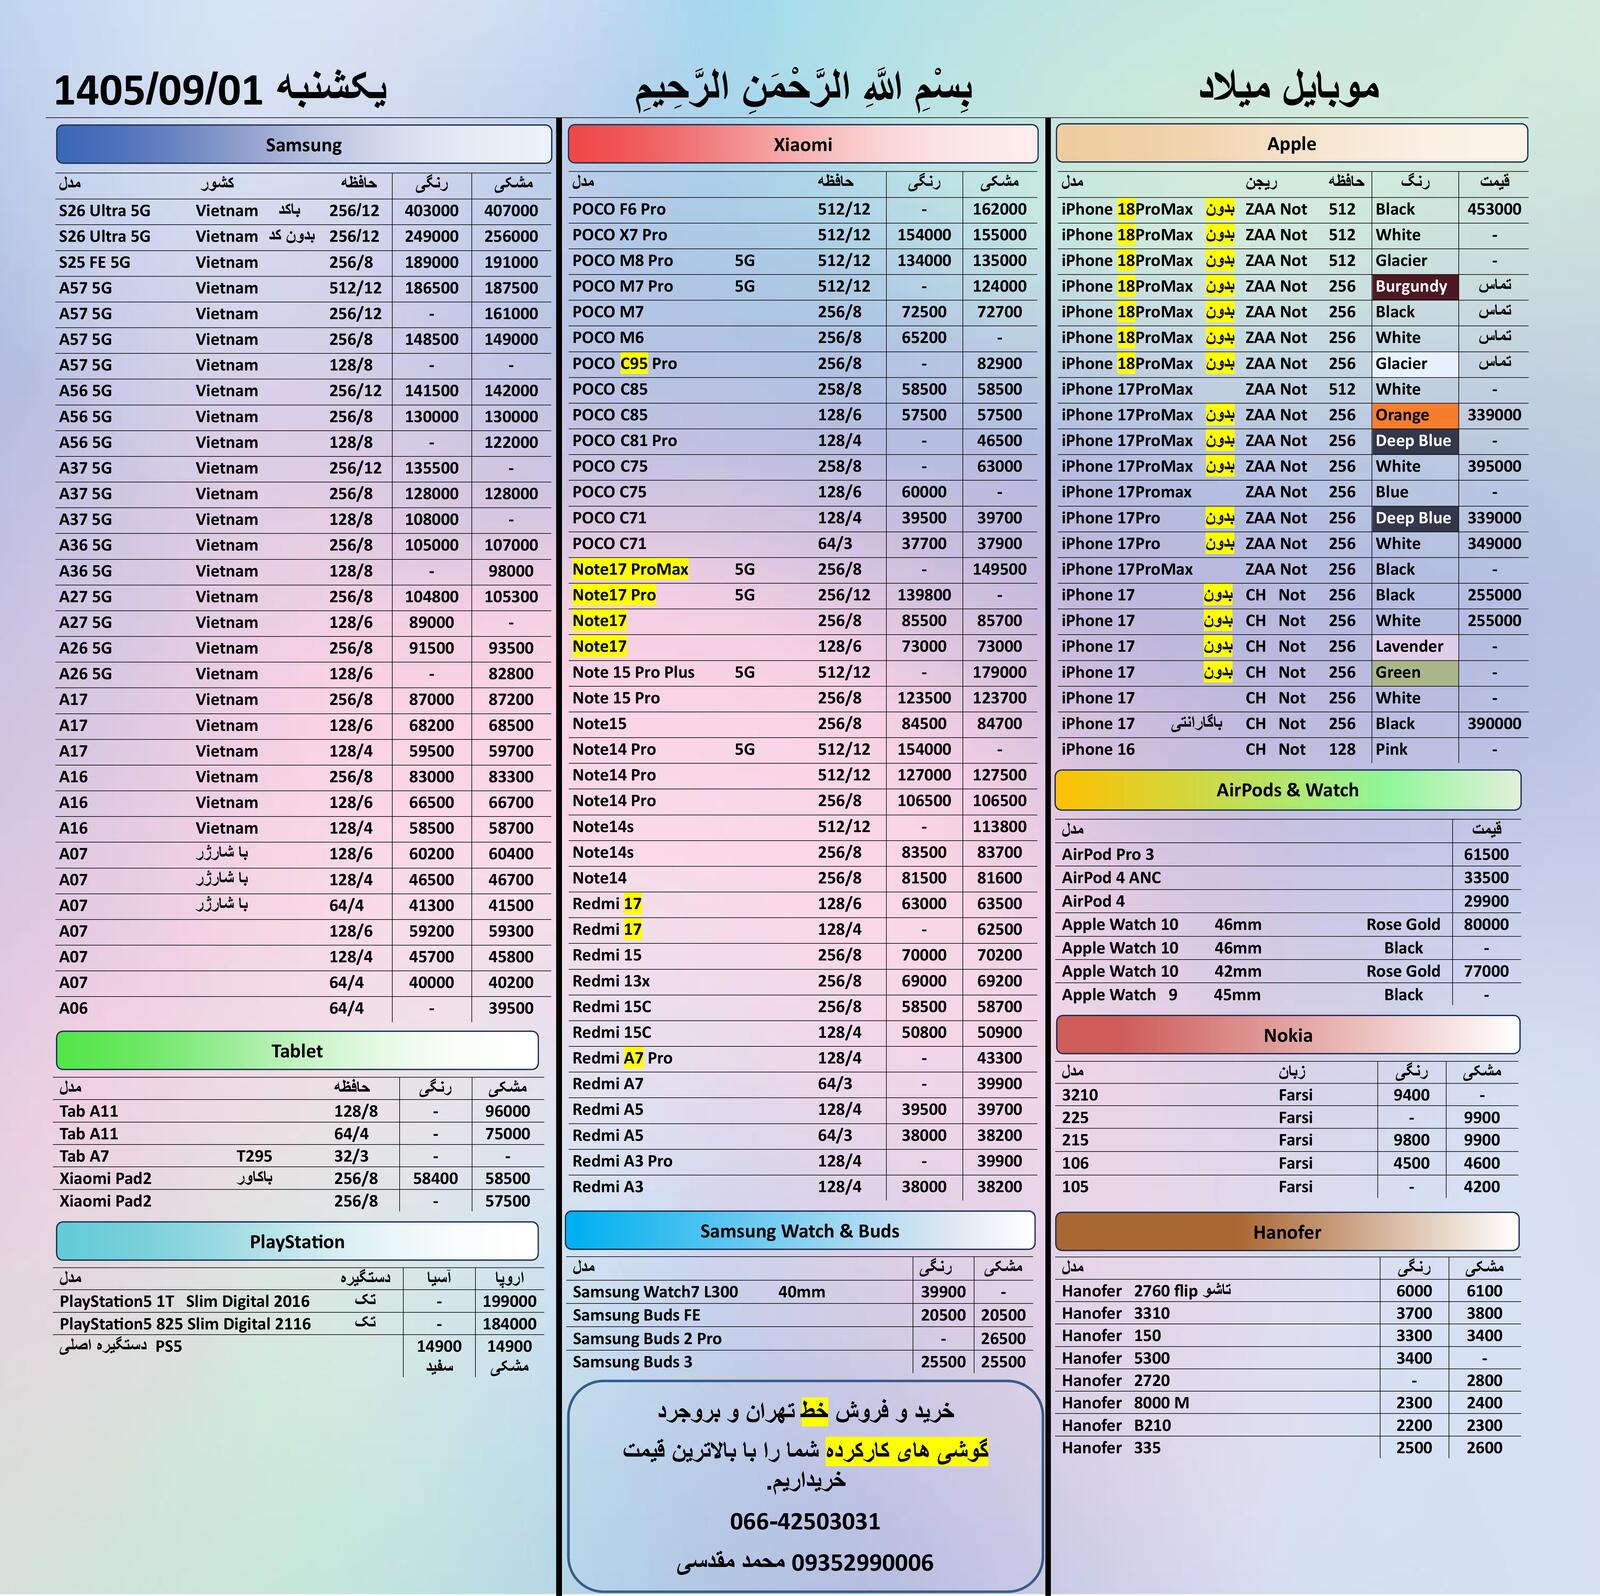 موبایل میلاد
بِسْمِ اللَّهِ الرَّحْمَنِ الرَّحِیمِ
یکشنبه 1405/09/01
Samsung
مدل کشور حافظه رنگی مشکی
S26 Ultra 5G Vietnam باکد 256/12 403000 407000
S26 Ultra 5G Vietnam بدون کد 256/12 249000 256000
S25 FE 5G Vietnam 256/8 189000 191000
A57 5G Vietnam 512/12 186500 187500
A57 5G Vietnam 256/12 - 161000
A57 5G Vietnam 256/8 148500 149000
A57 5G Vietnam 128/8 - -
A56 5G Vietnam 256/12 141500 142000
A56 5G Vietnam 256/8 130000 130000
A56 5G Vietnam 128/8 - 122000
A37 5G Vietnam 256/12 135500 -
A37 5G Vietnam 256/8 128000 128000
A37 5G Vietnam 128/8 108000 -
A36 5G Vietnam 256/8 105000 107000
A36 5G Vietnam 128/8 - 98000
A27 5G Vietnam 256/8 104800 105300
A27 5G Vietnam 128/6 89000 -
A26 5G Vietnam 256/8 91500 93500
A26 5G Vietnam 128/6 - 82800
A17 Vietnam 256/8 87000 87200
A17 Vietnam 128/6 68200 68500
A17 Vietnam 128/4 59500 59700
A16 Vietnam 256/8 83000 83300
A16 Vietnam 128/6 66500 66700
A16 Vietnam 128/4 58500 58700
A07 با شارژر 128/6 60200 60400
A07 با شارژر 128/4 46500 46700
A07 با شارژر 64/4 41300 41500
A07 128/6 59200 59300
A07 128/4 45700 45800
A07 64/4 40000 40200
A06 64/4 - 39500
Tablet
مدل حافظه رنگی مشکی
Tab A11 128/8 - 96000
Tab A11 64/4 - 75000
Tab A7 T295 32/3 - -
Xiaomi Pad2 باکاور 256/8 58400 58500
Xiaomi Pad2 256/8 - 57500
PlayStation
مدل دستگیره آسیا اروپا
PlayStation5 1T Slim Digital 2016 تک - 199000
PlayStation5 825 Slim Digital 2116 تک - 184000
دستگیره اصلی PS5 14900 14900
سفید مشکی
Xiaomi
مدل حافظه رنگی مشکی
POCO F6 Pro 512/12 - 162000
POCO X7 Pro 512/12 154000 155000
POCO M8 Pro 5G 512/12 134000 135000
POCO M7 Pro 5G 512/12 - 124000
POCO M7 256/8 72500 72700
POCO M6 256/8 65200 -
POCO C95 Pro 256/8 - 82900
POCO C85 258/8 58500 58500
POCO C85 128/6 57500 57500
POCO C81 Pro 128/4 - 46500
POCO C75 258/8 - 63000
POCO C75 128/6 60000 -
POCO C71 128/4 39500 39700
POCO C71 64/3 37700 37900
Note17 ProMax 5G 256/8 - 149500
Note17 Pro 5G 256/12 139800 -
Note17 256/8 85500 85700
Note17 128/6 73000 73000
Note 15 Pro Plus 5G 512/12 - 179000
Note 15 Pro 256/8 123500 123700
Note15 256/8 84500 84700
Note14 Pro 5G 512/12 154000 -
Note14 Pro 512/12 127000 127500
Note14 Pro 256/8 106500 106500
Note14s 512/12 - 113800
Note14s 256/8 83500 83700
Note14 256/8 81500 81600
Redmi 17 128/6 63000 63500
Redmi 17 128/4 - 62500
Redmi 15 256/8 70000 70200
Redmi 13x 256/8 69000 69200
Redmi 15C 256/8 58500 58700
Redmi 15C 128/4 50800 50900
Redmi A7 Pro 128/4 - 43300
Redmi A7 64/3 - 39900
Redmi A5 128/4 39500 39700
Redmi A5 64/3 38000 38200
Redmi A3 Pro 128/4 - 39900
Redmi A3 128/4 38000 38200
Samsung Watch & Buds
مدل رنگی مشکی
Samsung Watch7 L300 40mm 39900 -
Samsung Buds FE 20500 20500
Samsung Buds 2 Pro - 26500
Samsung Buds 3 25500 25500
خرید و فروش خط تهران و بروجرد
گوشی های کارکرده شما را با بالاترین قیمت
خریداریم.
066-42503031
09352990006 محمد مقدسی
Apple
مدل ریجن حافظه رنگ قیمت
iPhone 18ProMax بدون ZAA Not 512 Black 453000
iPhone 18ProMax بدون ZAA Not 512 White -
iPhone 18ProMax بدون ZAA Not 512 Glacier -
iPhone 18ProMax بدون ZAA Not 256 Burgundy تماس
iPhone 18ProMax بدون ZAA Not 256 Black تماس
iPhone 18ProMax بدون ZAA Not 256 White تماس
iPhone 18ProMax بدون ZAA Not 256 Glacier تماس
iPhone 17ProMax ZAA Not 512 White -
iPhone 17ProMax بدون ZAA Not 256 Orange 339000
iPhone 17ProMax بدون ZAA Not 256 Deep Blue -
iPhone 17ProMax بدون ZAA Not 256 White 395000
iPhone 17Promax ZAA Not 256 Blue -
iPhone 17Pro بدون ZAA Not 256 Deep Blue 339000
iPhone 17Pro بدون ZAA Not 256 White 349000
iPhone 17ProMax ZAA Not 256 Black -
iPhone 17 بدون CH Not 256 Black 255000
iPhone 17 بدون CH Not 256 White 255000
iPhone 17 بدون CH Not 256 Lavender -
iPhone 17 بدون CH Not 256 Green -
iPhone 17 CH Not 256 White -
iPhone 17 باگارانتی CH Not 256 Black 390000
iPhone 16 CH Not 128 Pink -
AirPods & Watch
مدل قیمت
AirPod Pro 3 61500
AirPod 4 ANC 33500
AirPod 4 29900
Apple Watch 10 46mm Rose Gold 80000
Apple Watch 10 46mm Black -
Apple Watch 10 42mm Rose Gold 77000
Apple Watch 9 45mm Black -
Nokia
مدل زبان رنگی مشکی
3210 Farsi 9400 -
225 Farsi - 9900
215 Farsi 9800 9900
106 Farsi 4500 4600
105 Farsi - 4200
Hanofer
مدل رنگی مشکی
Hanofer 2760 flip تاشو 6000 6100
Hanofer 3310 3700 3800
Hanofer 150 3300 3400
Hanofer 5300 3400 -
Hanofer 2720 - 2800
Hanofer 8000 M 2300 2400
Hanofer B210 2200 2300
Hanofer 335 2500 2600